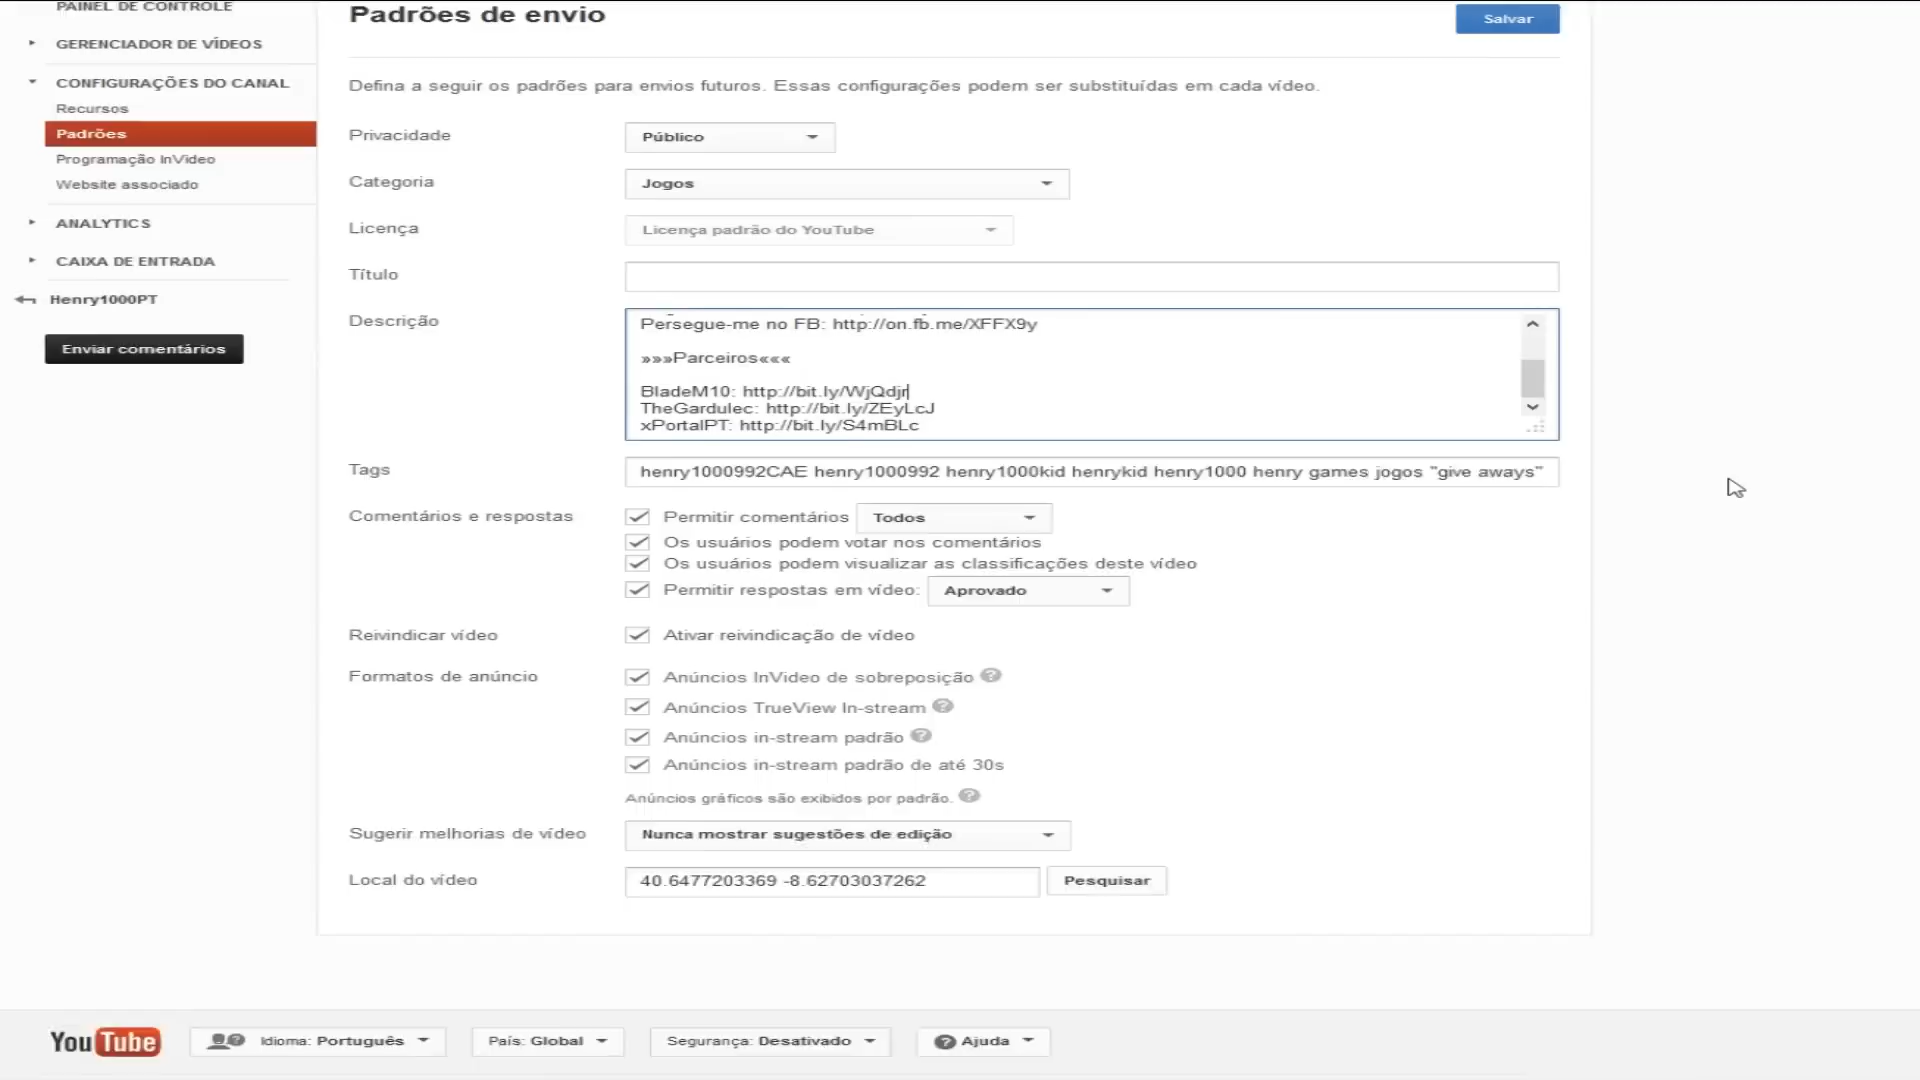 PAINEL DE CONTROLE
GERENCIADOR DE VÍDEOS
CONFIGURAÇÕES DO CANAL
Recursos
Padrões
Programação InVideo
Website associado
ANALYTICS
CAIXA DE ENTRADA
Henry1000PT
Enviar comentários
Padrões de envio
Salvar
Defina a seguir os padrões para envios futuros. Essas configurações podem ser substituídas em cada vídeo.
Privacidade Público
Categoria Jogos
Licença Licença padrão do YouTube
Título
Descrição
Persegue-me no FB: http://on.fb.me/XFFX9y
»»»Parceiros«««
BladeM10: http://bit.ly/WjQdjr
TheGardulec: http://bit.ly/ZEyLcJ
xPortalPT: http://bit.ly/S4mBLc
Tags henry1000992CAE henry1000992 henry1000kid henrykid henry1000 henry games jogos "give aways"
Comentários e respostas Permitir comentários Todos
Os usuários podem votar nos comentários
Os usuários podem visualizar as classificações deste vídeo
Permitir respostas em vídeo: Aprovado
Reivindicar vídeo Ativar reivindicação de vídeo
Formatos de anúncio Anúncios InVideo de sobreposição ?
Anúncios TrueView In-stream ?
Anúncios in-stream padrão ?
Anúncios in-stream padrão de até 30s
Anúncios gráficos são exibidos por padrão. ?
Sugerir melhorias de vídeo Nunca mostrar sugestões de edição
Local do vídeo 40.6477203369 -8.62703037262 Pesquisar
YouTube Idioma: Português País: Global Segurança: Desativado ? Ajuda